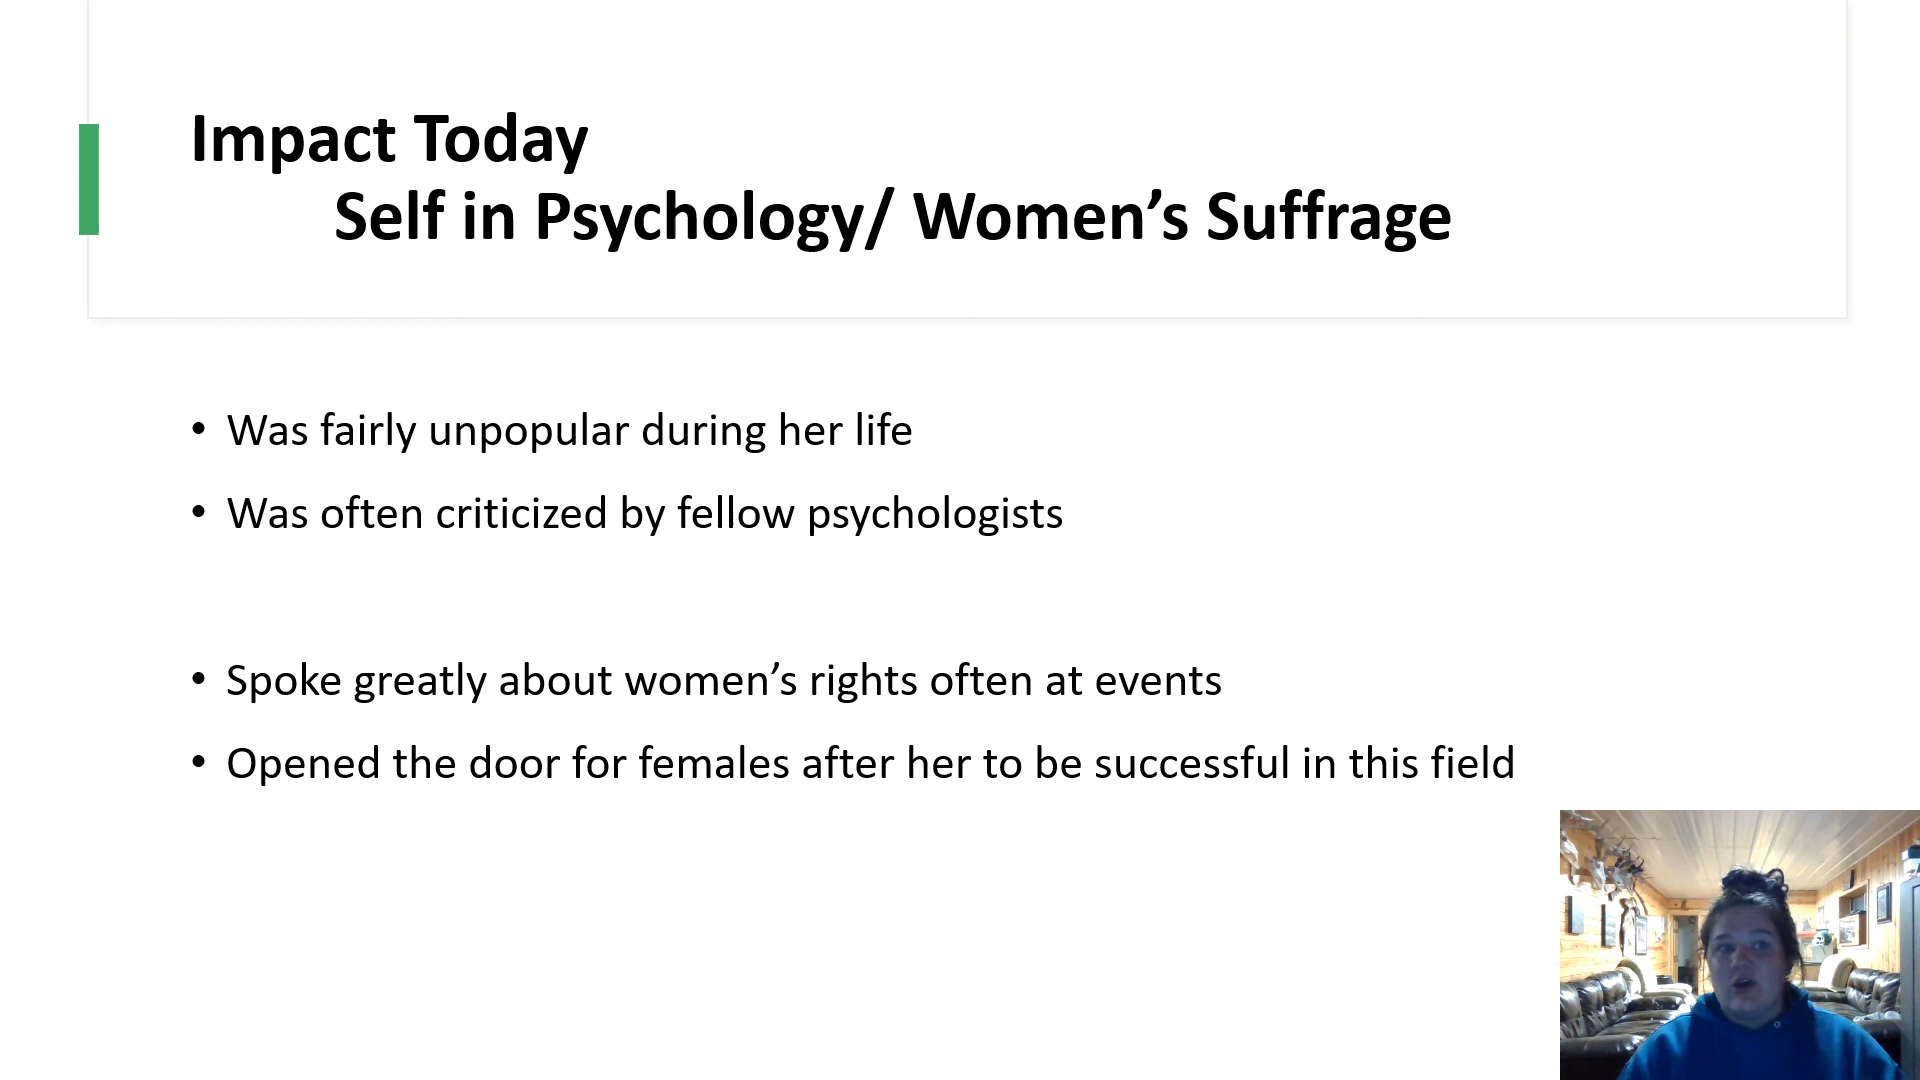 Impact Today
Self in Psychology/ Women’s Suffrage
• Was fairly unpopular during her life
• Was often criticized by fellow psychologists
• Spoke greatly about women’s rights often at events
• Opened the door for females after her to be successful in this field